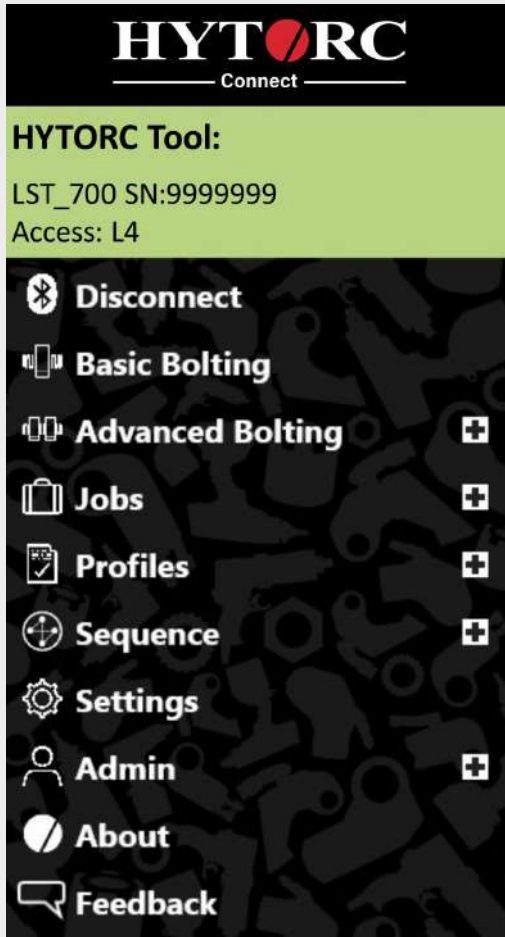 HYTORC
Connect
HYTORC Tool:
LST_700 SN:9999999
Access: L4
Disconnect
Basic Bolting
Advanced Bolting
Jobs
Profiles
Sequence
Settings
Admin
About
Feedback